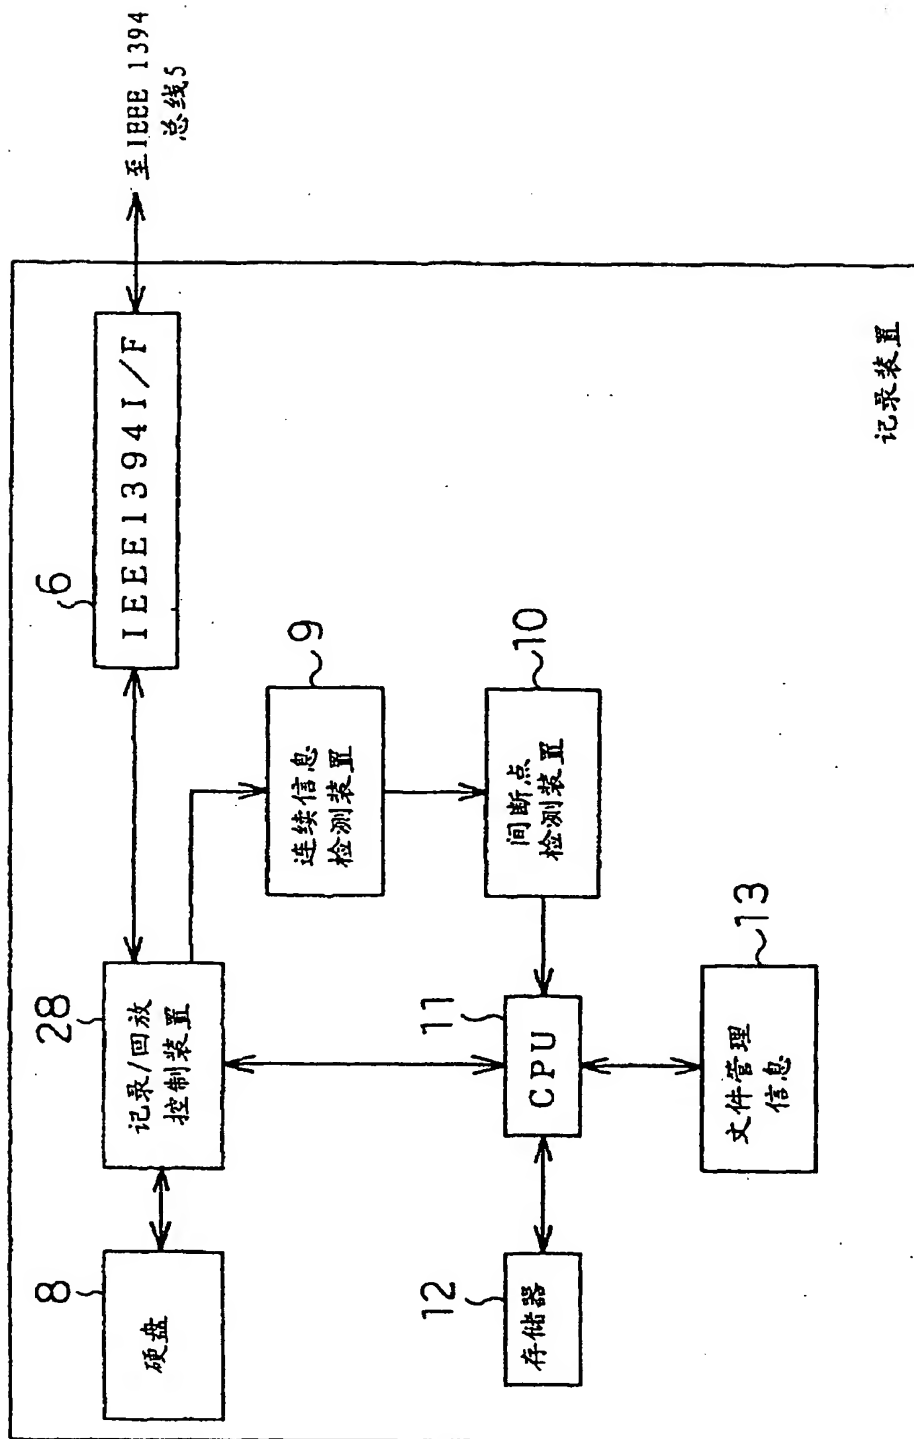 至IEEE 1394
总线5
6
IEEE1394I/F
28
记录/回放
控制装置
8
硬盘
9
连续信息
检测装置
10
间断点
检测装置
11
CPU
12
存储器
13
文件管理
信息
记录装置